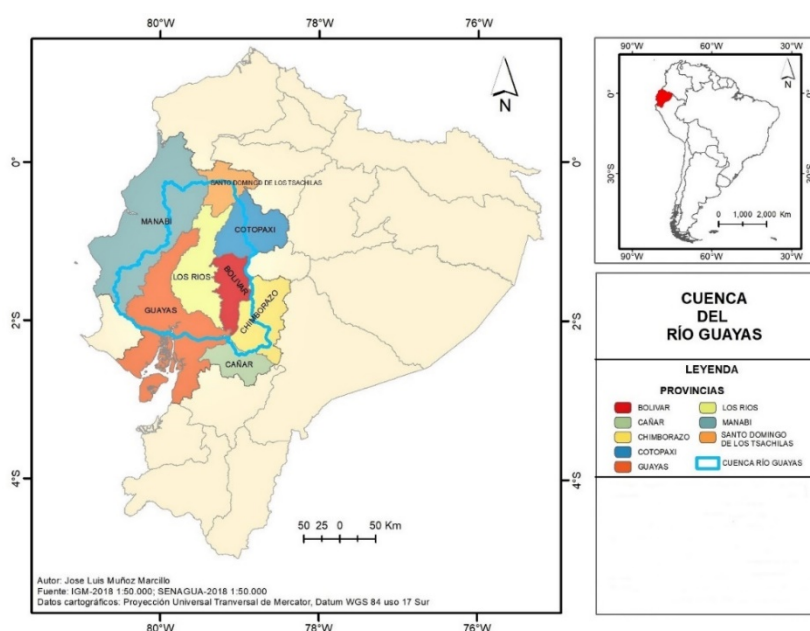 80°W
78°W
76°W
N
0°
0°
SANTO DOMINGO DE LOS TSACHILAS
MANABI
COTOPAXI
LOS RIOS
BOLIVAR
CHIMBORAZO
GUAYAS
2°S
2°S
CAÑAR
4°S
4°S
50 25 0 50 Km
Autor: Jose Luis Muñoz Marcillo
Fuente: IGM-2018 1:50.000; SENAGUA-2018 1:50.000
Datos cartográficos: Proyección Universal Tranversal de Mercator, Datum WGS 84 uso 17 Sur
80°W
78°W
76°W
90°W
60°W
30°W
N
0°
0°
30°S
30°S
0 1,000 2,000 Km
90°W
60°W
30°W
CUENCA
DEL
RÍO GUAYAS
LEYENDA
PROVINCIAS
BOLIVAR
CAÑAR
CHIMBORAZO
COTOPAXI
GUAYAS
LOS RIOS
MANABI
SANTO DOMINGO
DE LOS TSACHILAS
CUENCA RÍO GUAYAS